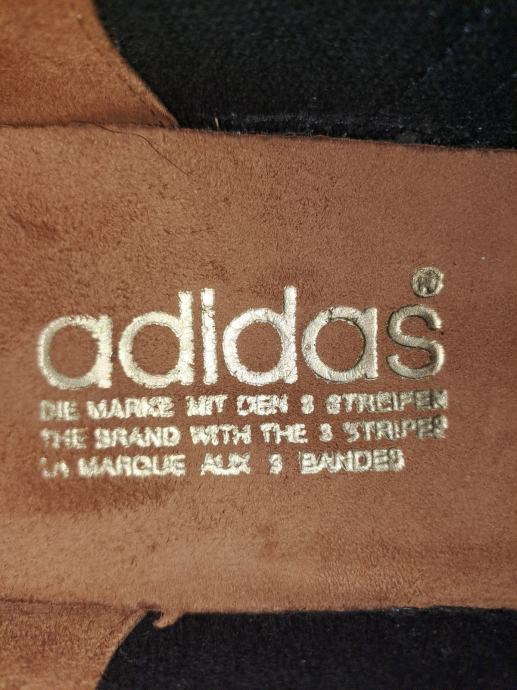 adidas®
DIE MARKE MIT DEN 3 STREIFEN
THE BRAND WITH THE 3 STRIPES
LA MARQUE AUX 3 BANDES